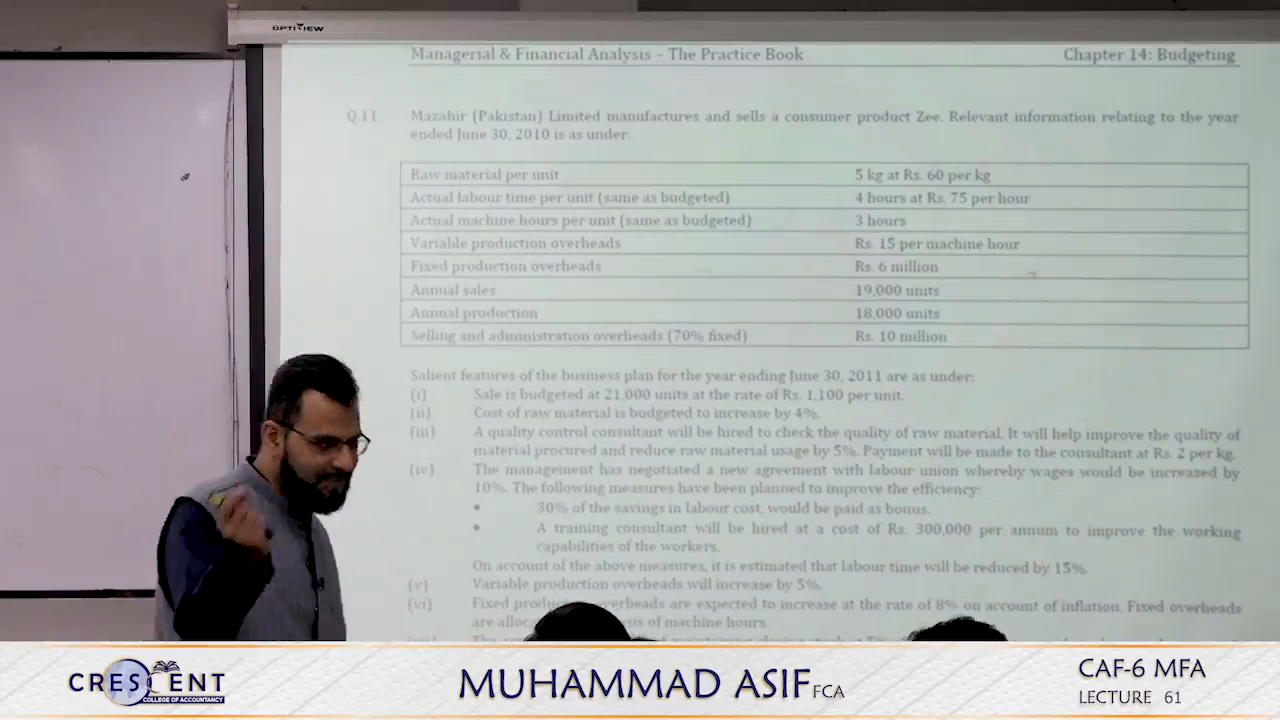 OPTIVIEW
Managerial & Financial Analysis – The Practice Book Chapter 14: Budgeting
Q.11 Mazahir (Pakistan) Limited manufactures and sells a consumer product Zee. Relevant information relating to the year
ended June 30, 2010 is as under:
Raw material per unit 5 kg at Rs. 60 per kg
Actual labour time per unit (same as budgeted) 4 hours at Rs. 75 per hour
Actual machine hours per unit (same as budgeted) 3 hours
Variable production overheads Rs. 15 per machine hour
Fixed production overheads Rs. 6 million
Annual sales 19,000 units
Annual production 18,000 units
Selling and administration overheads (70% fixed) Rs. 10 million
Salient features of the business plan for the year ending June 30, 2011 are as under:
(i) Sale is budgeted at 21,000 units at the rate of Rs. 1,100 per unit.
(ii) Cost of raw material is budgeted to increase by 4%.
(iii) A quality control consultant will be hired to check the quality of raw material. It will help improve the quality of
material procured and reduce raw material usage by 5%. Payment will be made to the consultant at Rs. 2 per kg.
(iv) The management has negotiated a new agreement with labour union whereby wages would be increased by
10%. The following measures have been planned to improve the efficiency:
• 30% of the savings in labour cost, would be paid as bonus.
• A training consultant will be hired at a cost of Rs. 300,000 per annum to improve the working
capabilities of the workers.
On account of the above measures, it is estimated that labour time will be reduced by 15%.
(v) Variable production overheads will increase by 5%.
(vi) Fixed overheads are expected to increase at the rate of 8% on account of inflation. Fixed overheads
are of machine hours.
CRESCENT
COLLEGE OF ACCOUNTANCY
MUHAMMAD ASIF FCA
CAF-6 MFA
LECTURE 61